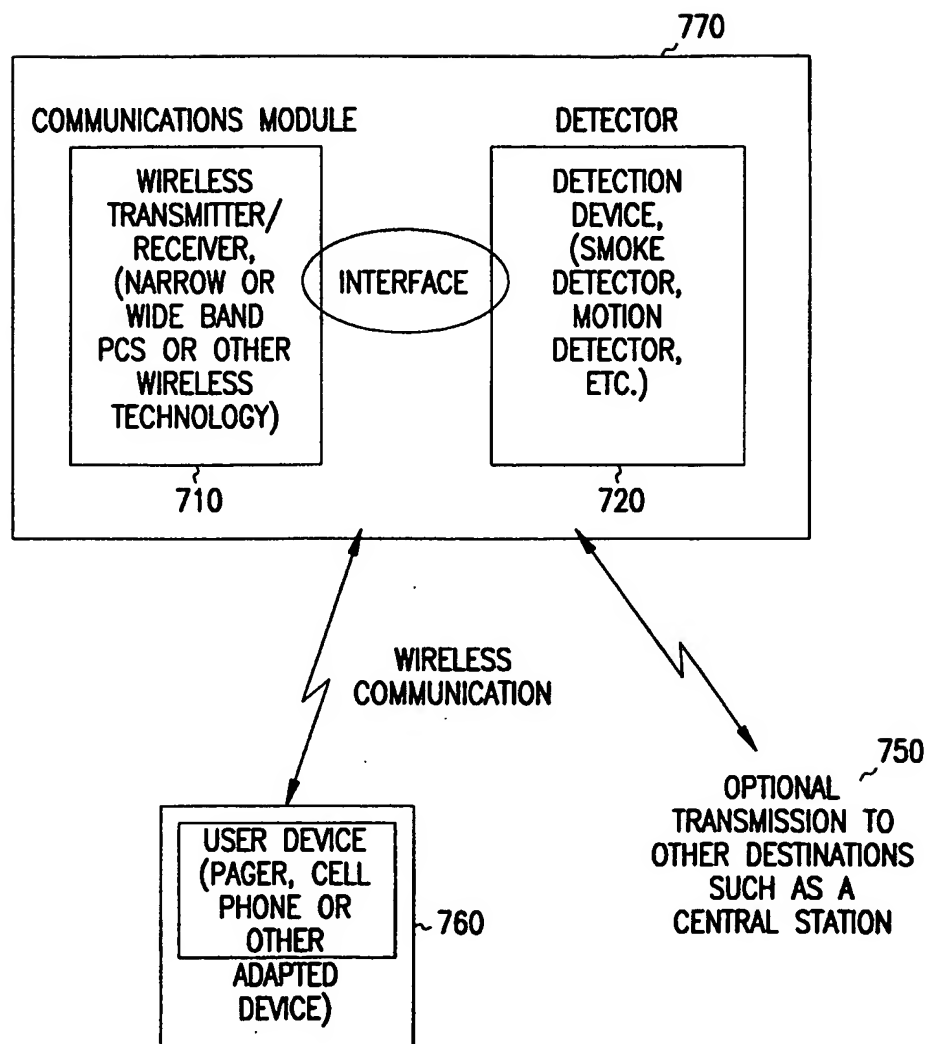 770
COMMUNICATIONS MODULE
WIRELESS
TRANSMITTER/
RECEIVER,
(NARROW OR
WIDE BAND
PCS OR OTHER
WIRELESS
TECHNOLOGY)
710
INTERFACE
DETECTOR
DETECTION
DEVICE,
(SMOKE
DETECTOR,
MOTION
DETECTOR,
ETC.)
720
WIRELESS
COMMUNICATION
750
OPTIONAL
TRANSMISSION TO
OTHER DESTINATIONS
SUCH AS A
CENTRAL STATION
USER DEVICE
(PAGER, CELL
PHONE OR
OTHER
ADAPTED
DEVICE)
760